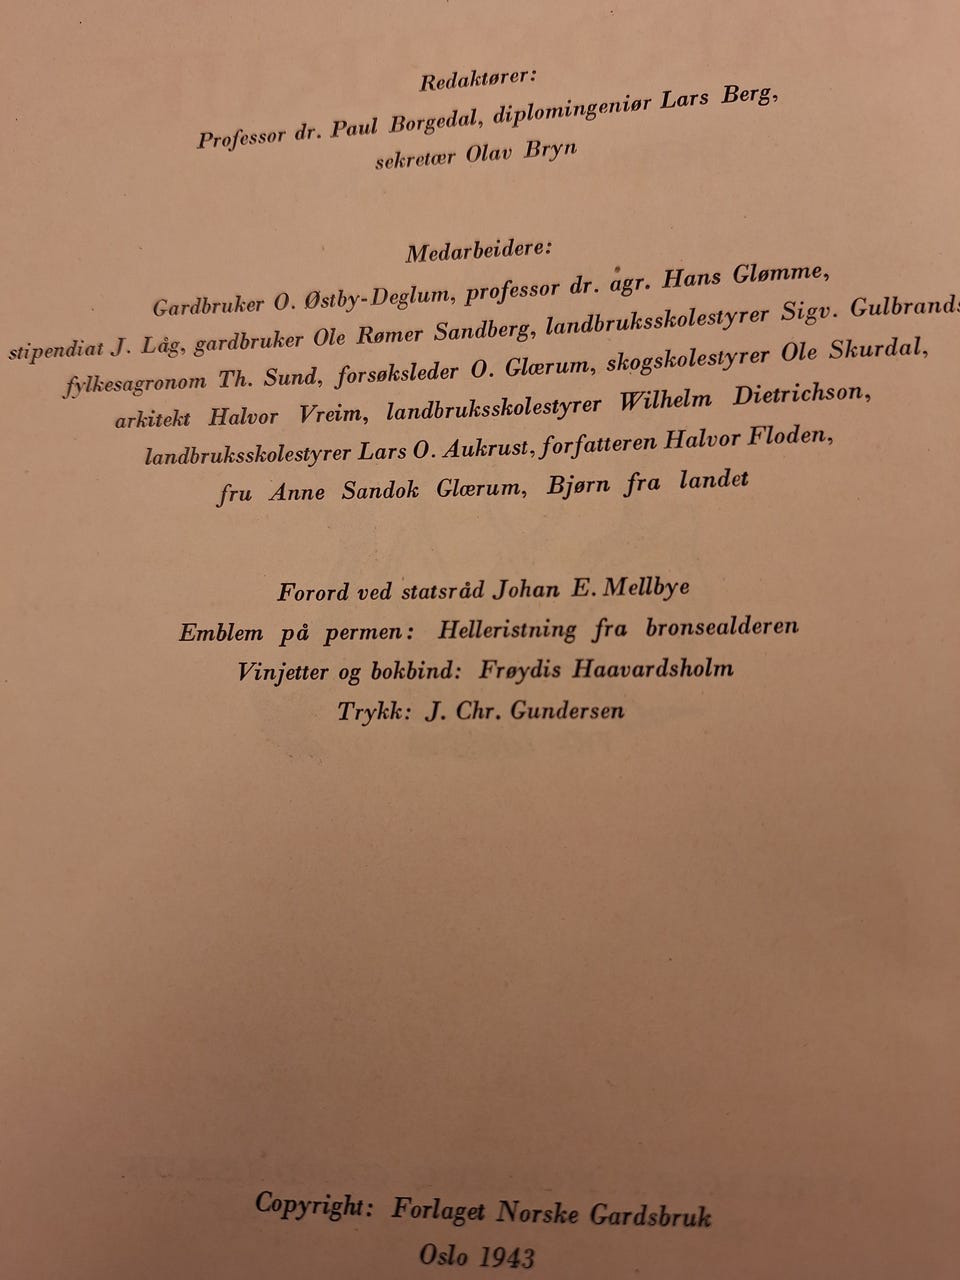 Redaktører:
Professor dr. Paul Borgedal, diplomingeniør Lars Berg,
sekretær Olav Bryn
Medarbeidere:
Gardbruker O. Østby-Deglum, professor dr. agr. Hans Glømme,
stipendiat J. Låg, gardbruker Ole Rømer Sandberg, landbruksskolestyrer Sigv.
fylkesagronom Th. Sund, forsøksleder O. Glærum, skogskolestyrer Ole Skurdal,
arkitekt Halvor Vreim, landbruksskolestyrer Wilhelm Dietrichson,
landbruksskolestyrer Lars O. Aukrust, forfatteren Halvor Floden,
fru Anne Sandok Glærum, Bjørn fra landet
Forord ved statsråd Johan E. Mellbye
Emblem på permen: Helleristning fra bronsealderen
Vinjetter og bokbind: Frøydis Haavardsholm
Trykk: J. Chr. Gundersen
Copyright: Forlaget Norske Gardsbruk
Oslo 1943